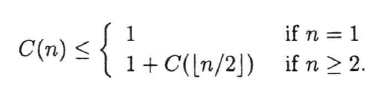 C(n) ≤ { 1 if n = 1
1 + C(⌊n/2⌋) if n ≥ 2.